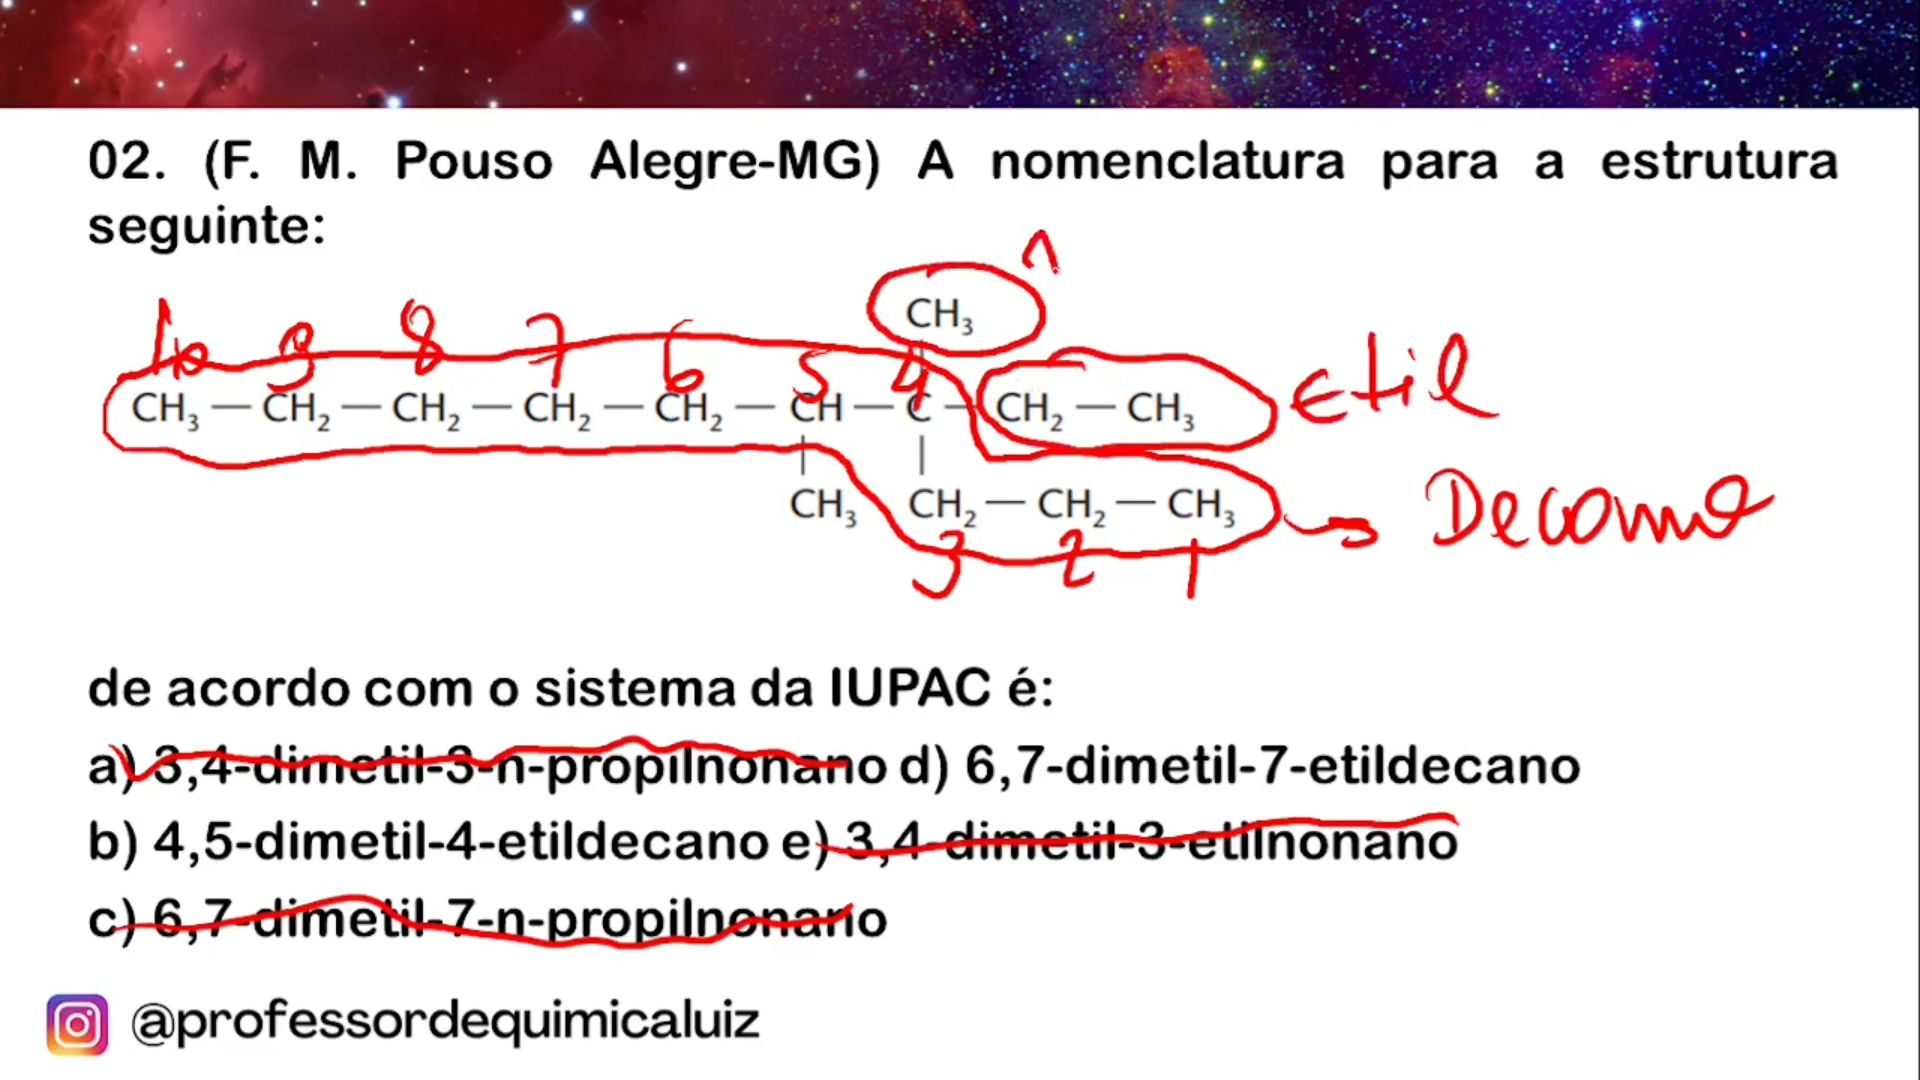 02. (F. M. Pouso Alegre-MG) A nomenclatura para a estrutura
seguinte:
CH₃
10 9 8 7 6 5 4
CH₃ — CH₂ — CH₂ — CH₂ — CH₂ — CH — C — CH₂ — CH₃ Etil
CH₃ CH₂ — CH₂ — CH₃ Decano
3 2 1
de acordo com o sistema da IUPAC é:
a) 3,4-dimetil-3-n-propilnonano d) 6,7-dimetil-7-etildecano
b) 4,5-dimetil-4-etildecano e) 3,4-dimetil-3-etilnonano
c) 6,7-dimetil-7-n-propilnonano
@professordequimicaluiz